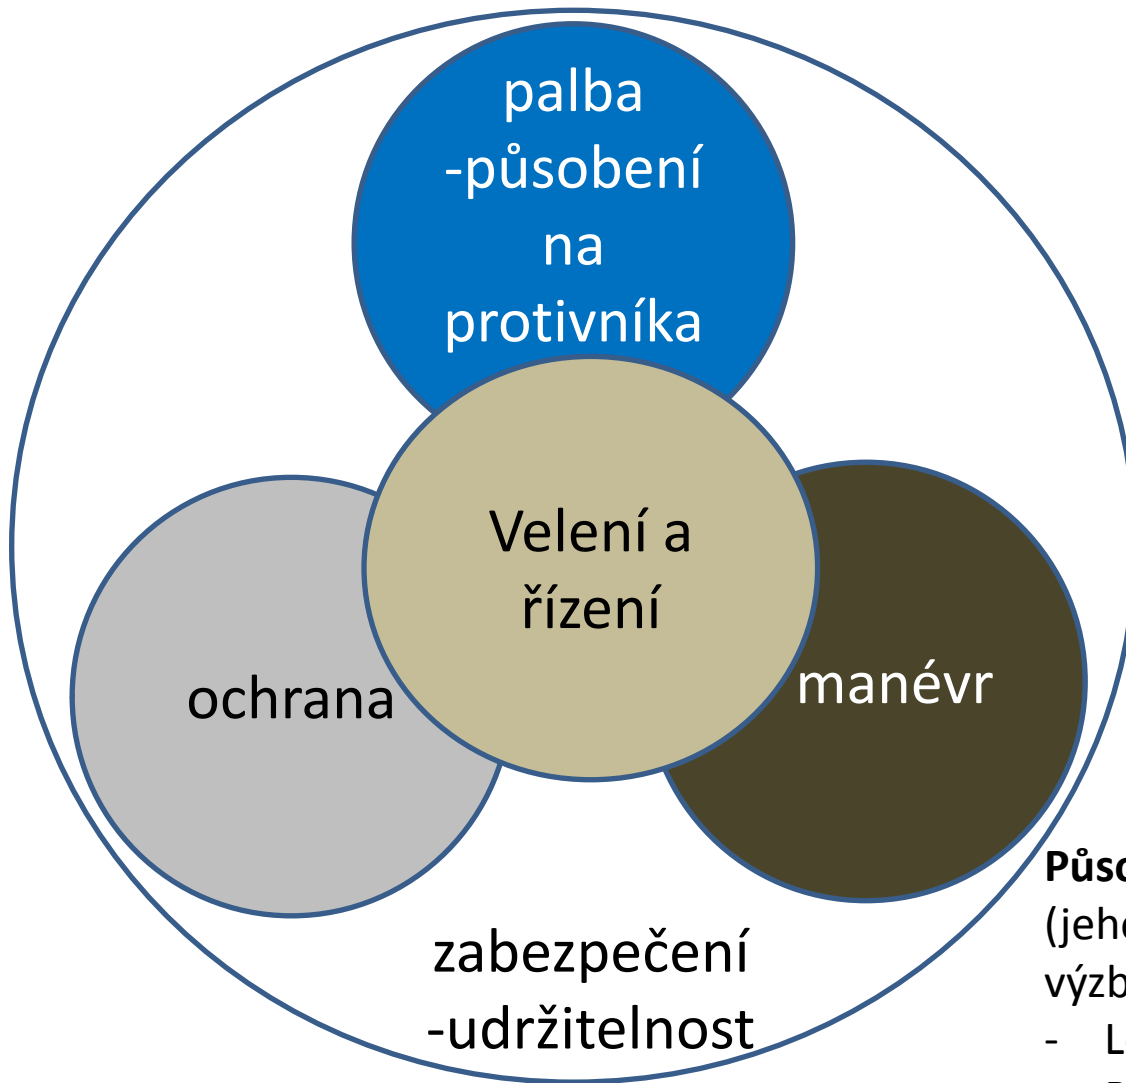 palba
-působení
na
protivníka
Velení a
řízení
ochrana
manévr
zabezpečení
-udržitelnost